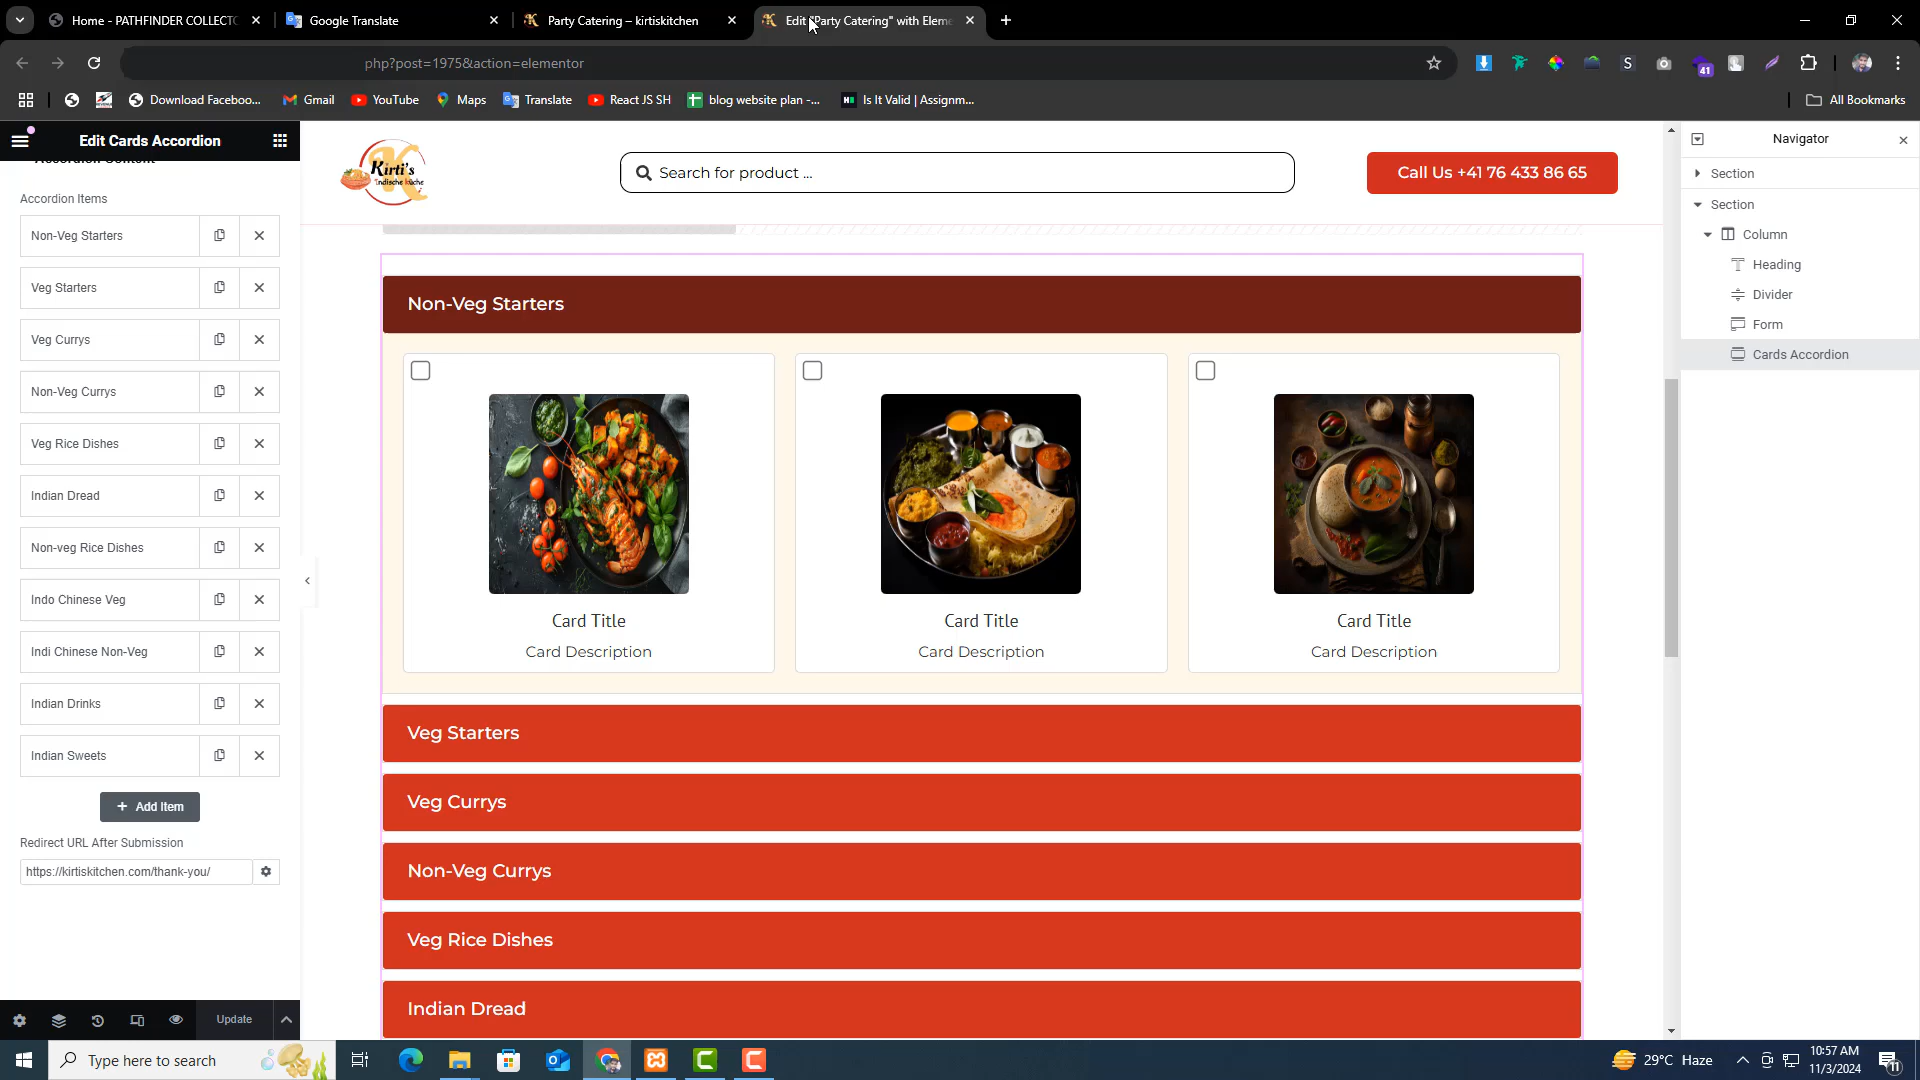 Home - PATHFINDER COLLECTO
Google Translate
Party Catering – kirtiskitchen
Edit "Party Catering" with Eleme
php?post=1975&action=elementor
S
41
Download Faceboo...
Gmail
YouTube
Maps
Translate
React JS SH
blog website plan -...
Is It Valid | Assignm...
All Bookmarks
Edit Cards Accordion
Accordion Content
Accordion Items
Non-Veg Starters
Veg Starters
Veg Currys
Non-Veg Currys
Veg Rice Dishes
Indian Dread
Non-veg Rice Dishes
Indo Chinese Veg
Indi Chinese Non-Veg
Indian Drinks
Indian Sweets
+ Add Item
Redirect URL After Submission
https://kirtiskitchen.com/thank-you/
Update
K
Kirti's
Indische küche
Search for product ...
Call Us +41 76 433 86 65
Non-Veg Starters
Card Title
Card Description
Card Title
Card Description
Card Title
Card Description
Veg Starters
Veg Currys
Non-Veg Currys
Veg Rice Dishes
Indian Dread
Navigator
Section
Section
Column
Heading
Divider
Form
Cards Accordion
Type here to search
29°C Haze
10:57 AM
11/3/2024
11